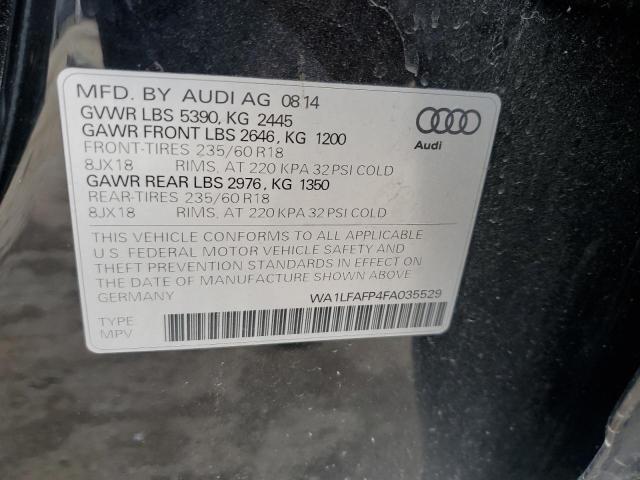 MFD. BY AUDI AG 08 14
GVWR LBS 5390, KG 2445
GAWR FRONT LBS 2646, KG 1200
FRONT-TIRES 235/60 R18
8JX18 RIMS, AT 220 KPA 32 PSI COLD
GAWR REAR LBS 2976, KG 1350
REAR-TIRES 235/60 R18
8JX18 RIMS, AT 220 KPA 32 PSI COLD
Audi
THIS VEHICLE CONFORMS TO ALL APPLICABLE
U.S. FEDERAL MOTOR VEHICLE SAFETY AND
THEFT PREVENTION STANDARDS IN EFFECT ON
THE DATE OF MANUFACTURE SHOWN ABOVE.
GERMANY WA1LFAFP4FA035529
TYPE:
MPV